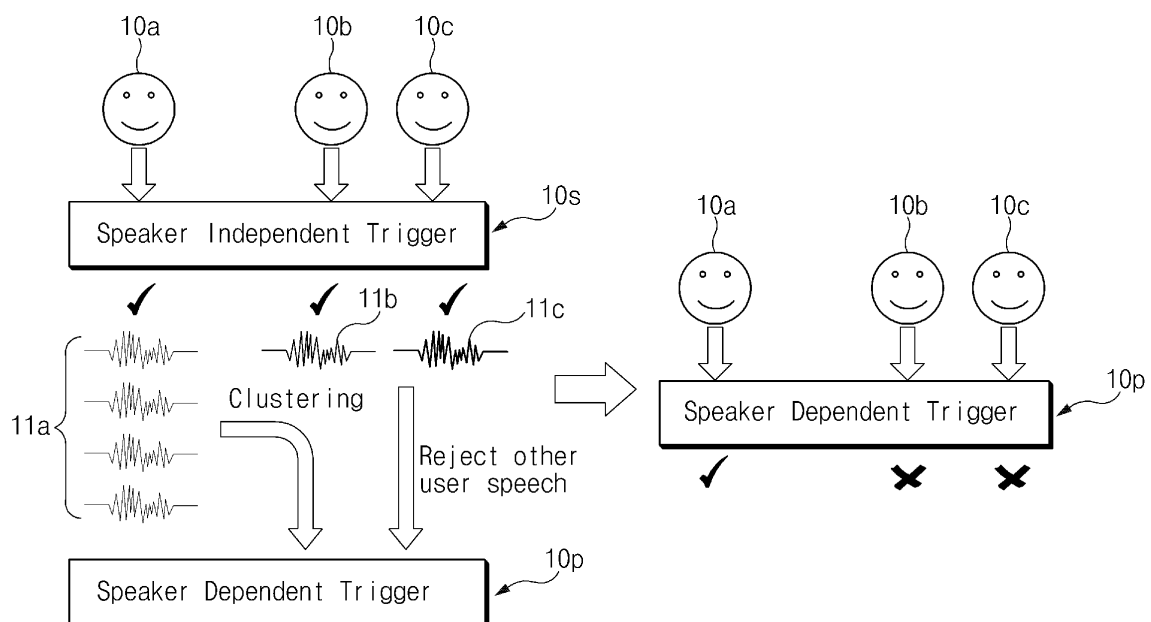 10a
10b
10c
10s
Speaker Independent Trigger
11b
11c
11a
Clustering
Reject other
user speech
10p
Speaker Dependent Trigger
10a
10b
10c
10p
Speaker Dependent Trigger